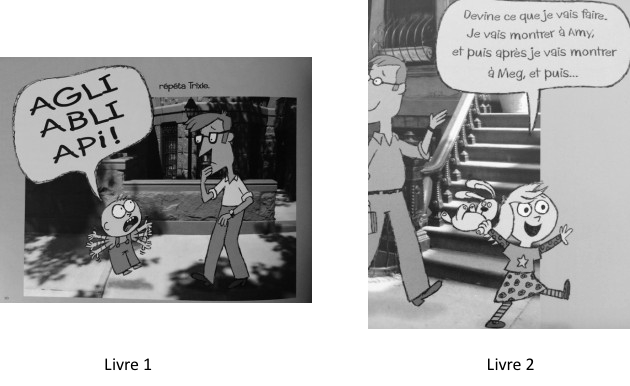 AGLI
ABLI
APi!
répéta Trixie.
Devine ce que je vais faire.
Je vais montrer à Amy,
et puis après je vais montrer
à Meg, et puis...
Livre 1
Livre 2